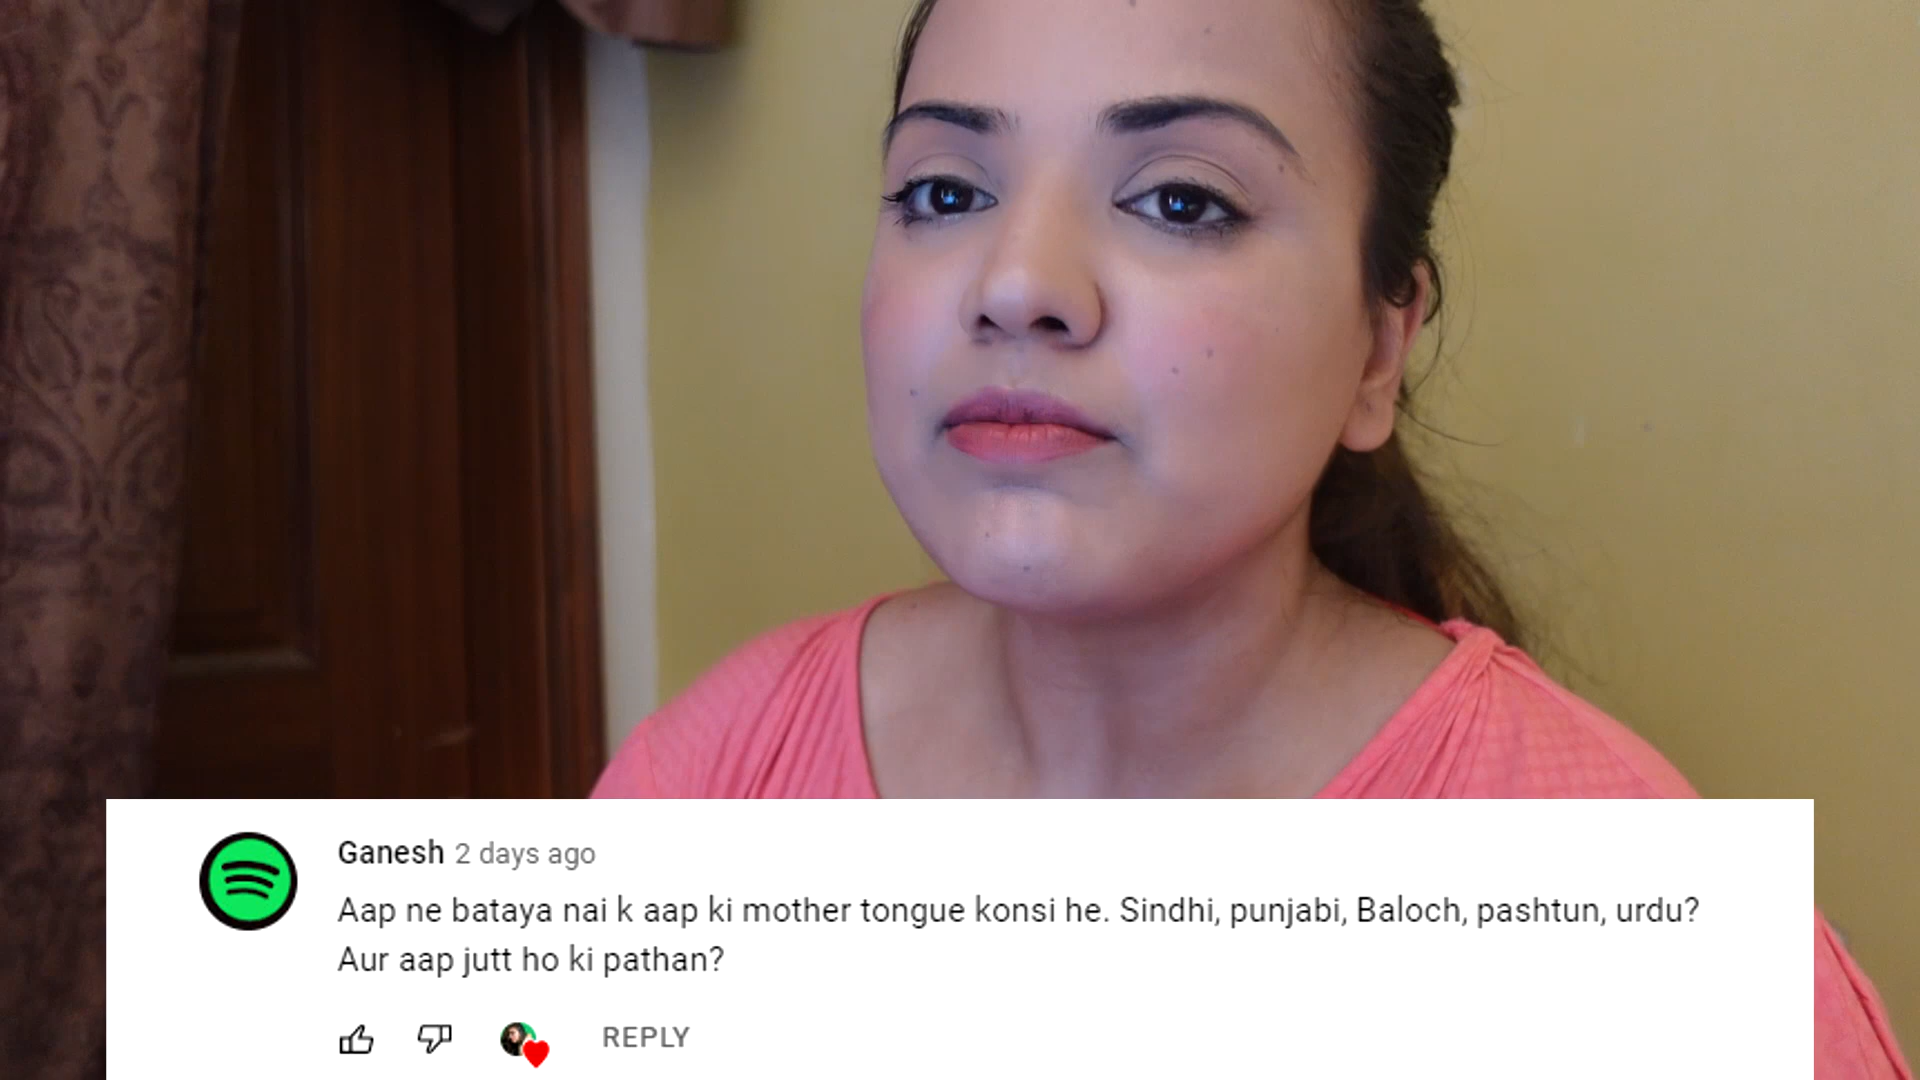 Ganesh 2 days ago
Aap ne bataya nai k aap ki mother tongue konsi he. Sindhi, punjabi, Baloch, pashtun, urdu?
Aur aap jutt ho ki pathan?
REPLY